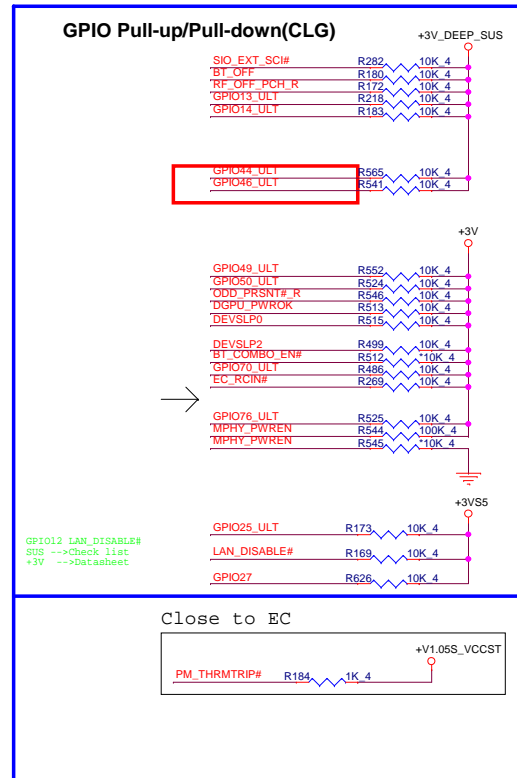 GPIO Pull-up/Pull-down(CLG)
+3V_DEEP_SUS
SIO_EXT_SCI# R282 10K_4
BT_OFF R180 10K_4
RF_OFF_PCH_R R172 10K_4
GPIO13_ULT R218 10K_4
GPIO14_ULT R183 10K_4
GPIO44_ULT R565 10K_4
GPIO46_ULT R541 10K_4
+3V
GPIO49_ULT R552 10K_4
GPIO50_ULT R524 10K_4
ODD_PRSNT#_R R546 10K_4
DGPU_PWROK R513 10K_4
DEVSLP0 R515 10K_4
DEVSLP2 R499 10K_4
BT_COMBO_EN# R512 *10K_4
GPIO70_ULT R486 10K_4
EC_RCIN# R269 10K_4
GPIO76_ULT R525 10K_4
MPHY_PWREN R544 100K_4
MPHY_PWREN R545 *10K_4
+3VS5
GPIO25_ULT R173 10K_4
GPIO12 LAN_DISABLE#
SUS -->Check list
+3V -->Datasheet
LAN_DISABLE# R169 10K_4
GPIO27 R626 10K_4
Close to EC
+V1.05S_VCCST
PM_THRMTRIP# R184 1K_4